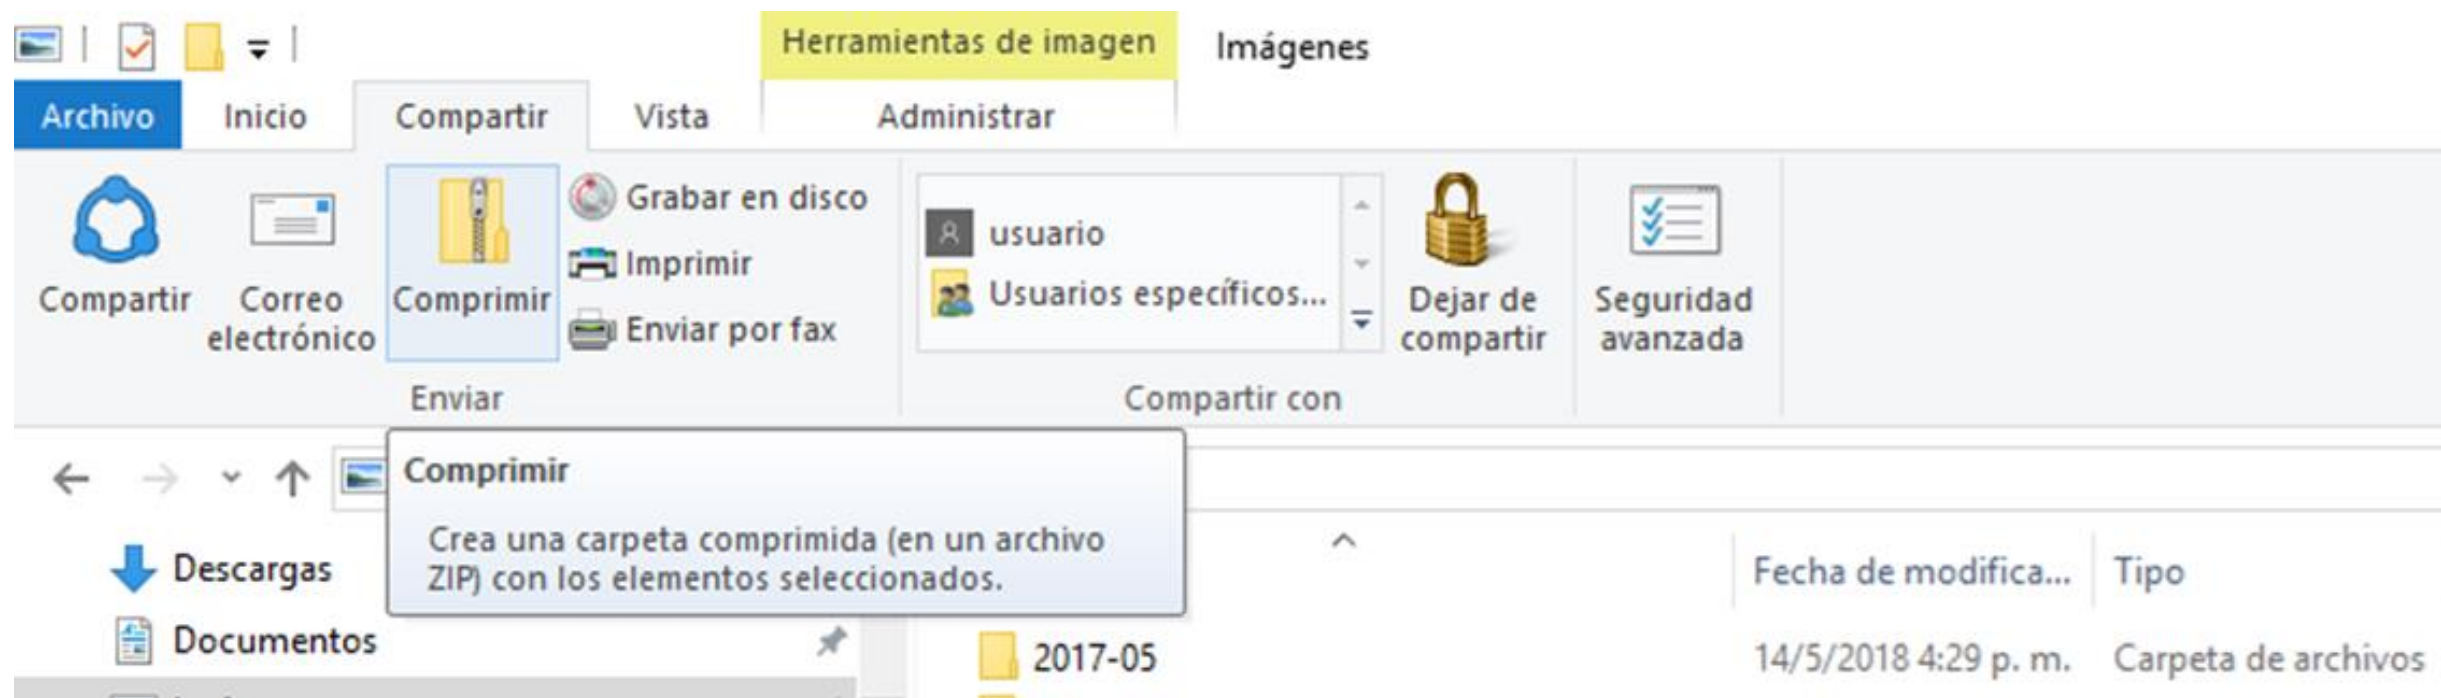 Herramientas de imagen
Imágenes
Archivo
Inicio
Compartir
Vista
Administrar
Compartir
Correo
electrónico
Comprimir
Grabar en disco
Imprimir
Enviar por fax
Enviar
usuario
Usuarios específicos...
Dejar de
compartir
Compartir con
Seguridad
avanzada
Comprimir
Crea una carpeta comprimida (en un archivo
ZIP) con los elementos seleccionados.
Descargas
Documentos
Fecha de modifica...
Tipo
2017-05
14/5/2018 4:29 p. m.
Carpeta de archivos